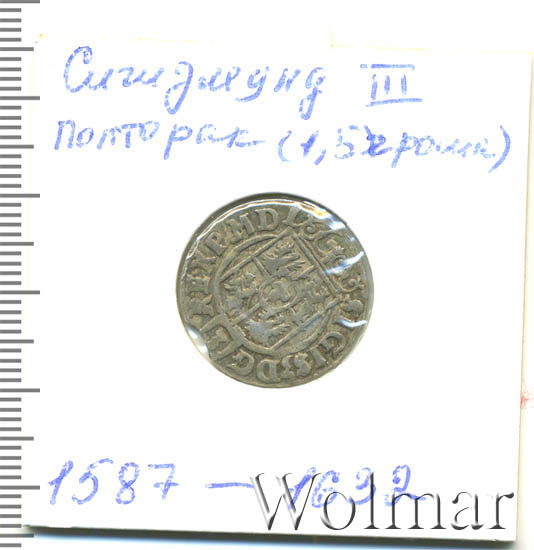 Сигизмунд III
полторак (1,5 гроша)
1587 – 1632
Wolmar